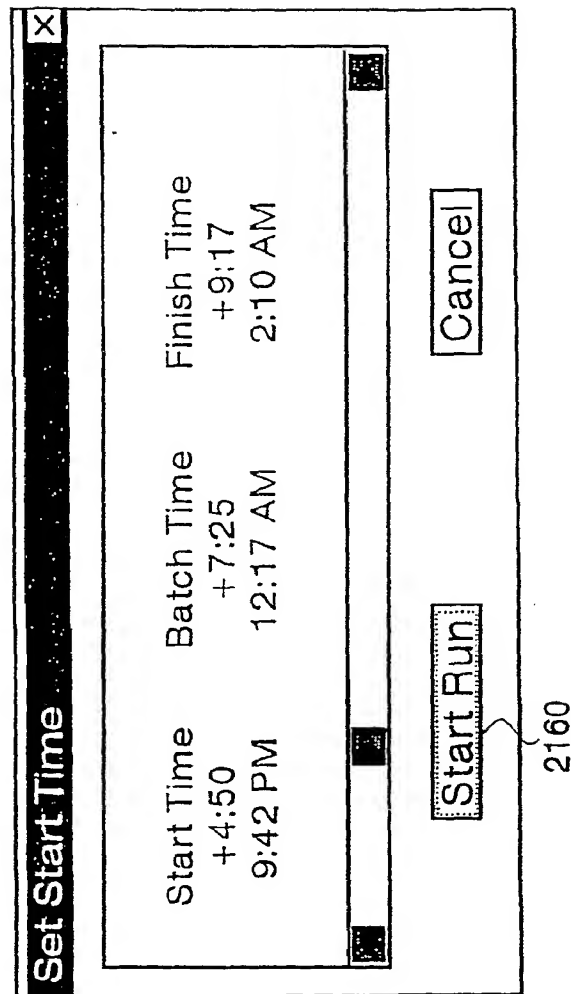 Set Start Time
X
Start Time
+4:50
9:42 PM
Batch Time
+7:25
12:17 AM
Finish Time
+9:17
2:10 AM
Start Run
Cancel
2160